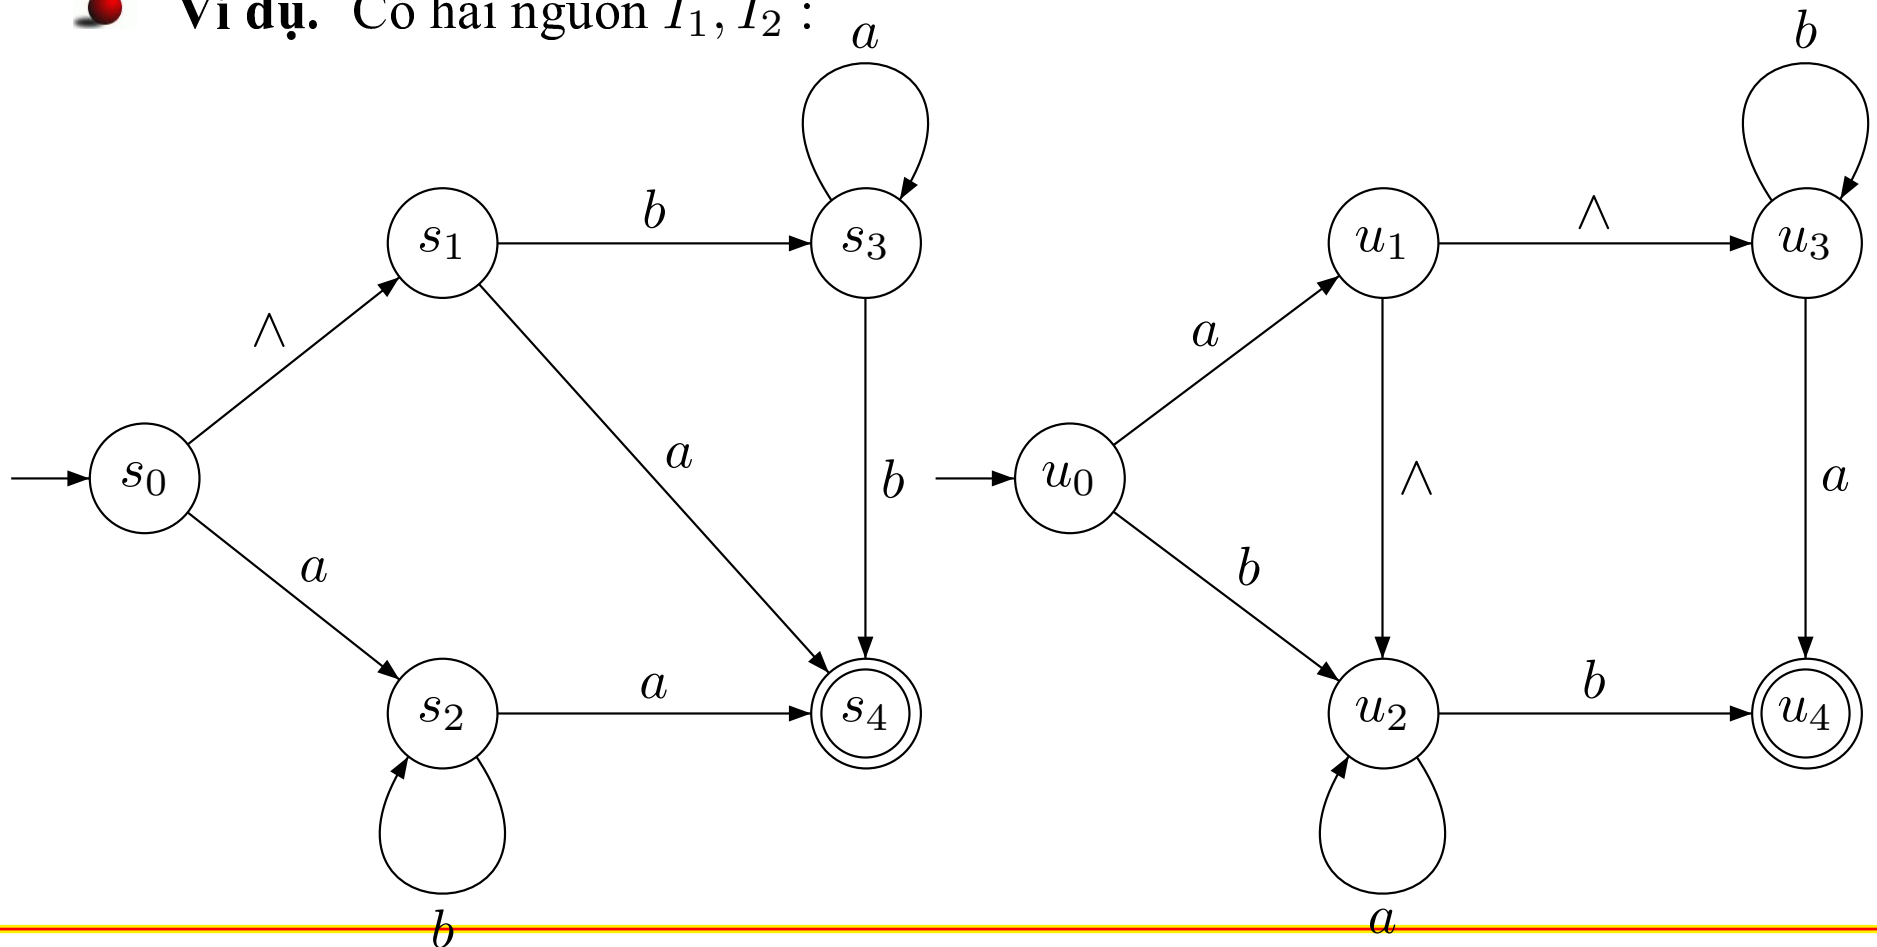 Ví dụ. Có hai nguồn I₁, I₂ :
a
b
s₁
b
s₃
u₁
∧
u₃
∧
a
a
b
s₀
u₀
∧
a
a
b
s₂
a
s₄
u₂
b
u₄
b
a